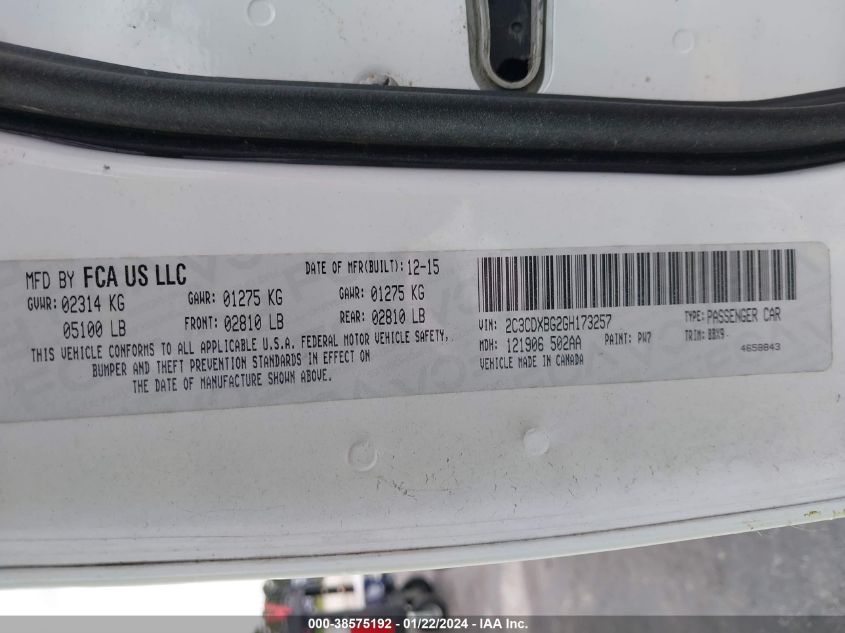 MFD BY FCA US LLC
DATE OF MFR(BUILT): 12-15
GVWR: 02314 KG
GAWR: 01275 KG
GAWR: 01275 KG
05100 LB
FRONT: 02810 LB
REAR: 02810 LB
THIS VEHICLE CONFORMS TO ALL APPLICABLE U.S.A. FEDERAL MOTOR VEHICLE SAFETY,
BUMPER AND THEFT PREVENTION STANDARDS IN EFFECT ON
THE DATE OF MANUFACTURE SHOWN ABOVE.
VIN: 2C3CDXBG2GH173257
TYPE: PASSENGER CAR
MDH: 121906 502AA
PAINT: PW7
TRIM: BBX9
VEHICLE MADE IN CANADA
4658843
000-38575192 - 01/22/2024 - IAA Inc.